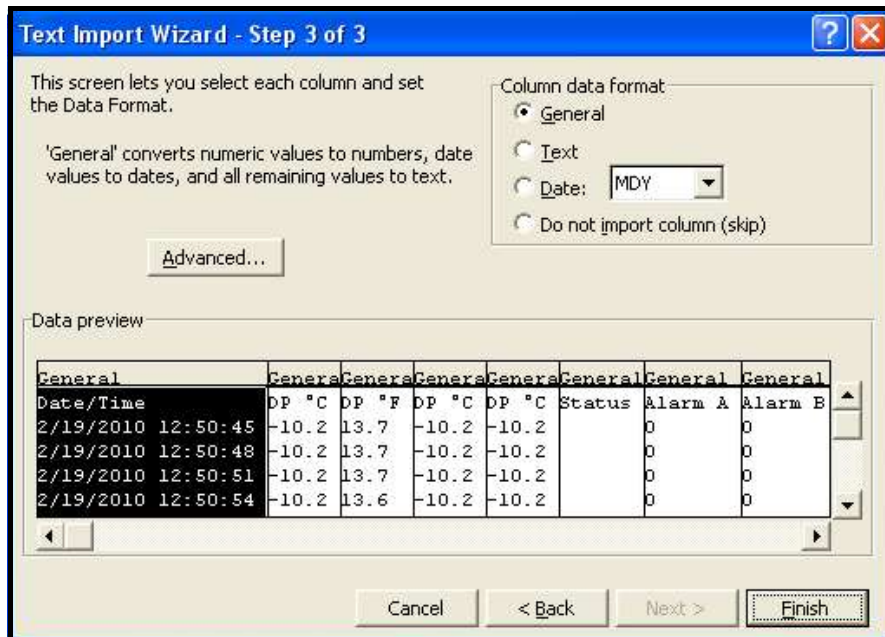 Text Import Wizard - Step 3 of 3
This screen lets you select each column and set
the Data Format.
'General' converts numeric values to numbers, date
values to dates, and all remaining values to text.
Advanced...
Column data format
General
Text
Date: MDY
Do not import column (skip)
Data preview
General Genera Genera Genera Genera General General General
Date/Time DP °C DP °F DP °C DP °C Status Alarm A Alarm B
2/19/2010 12:50:45 -10.2 13.7 -10.2 -10.2 0 0
2/19/2010 12:50:48 -10.2 13.7 -10.2 -10.2 0 0
2/19/2010 12:50:51 -10.2 13.7 -10.2 -10.2 0 0
2/19/2010 12:50:54 -10.2 13.6 -10.2 -10.2 0 0
Cancel < Back Next > Finish